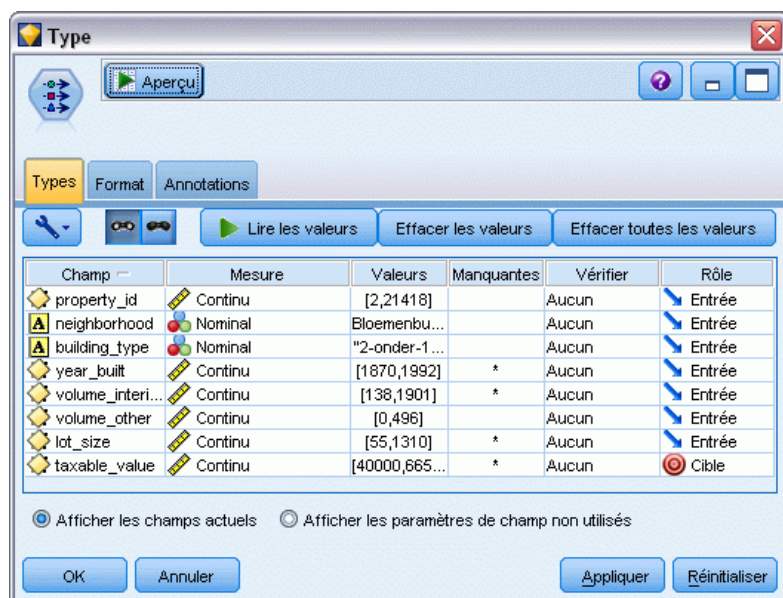 Type
Aperçu
Types Format Annotations
Lire les valeurs Effacer les valeurs Effacer toutes les valeurs
Champ Mesure Valeurs Manquantes Vérifier Rôle
property_id Continu [2,21418] Aucun Entrée
A neighborhood Nominal Bloemenbu... Aucun Entrée
A building_type Nominal "2-onder-1... Aucun Entrée
year_built Continu [1870,1992] * Aucun Entrée
volume_interi... Continu [138,1901] * Aucun Entrée
volume_other Continu [0,496] Aucun Entrée
lot_size Continu [55,1310] * Aucun Entrée
taxable_value Continu [40000,665... * Aucun Cible
Afficher les champs actuels Afficher les paramètres de champ non utilisés
OK Annuler Appliquer Réinitialiser